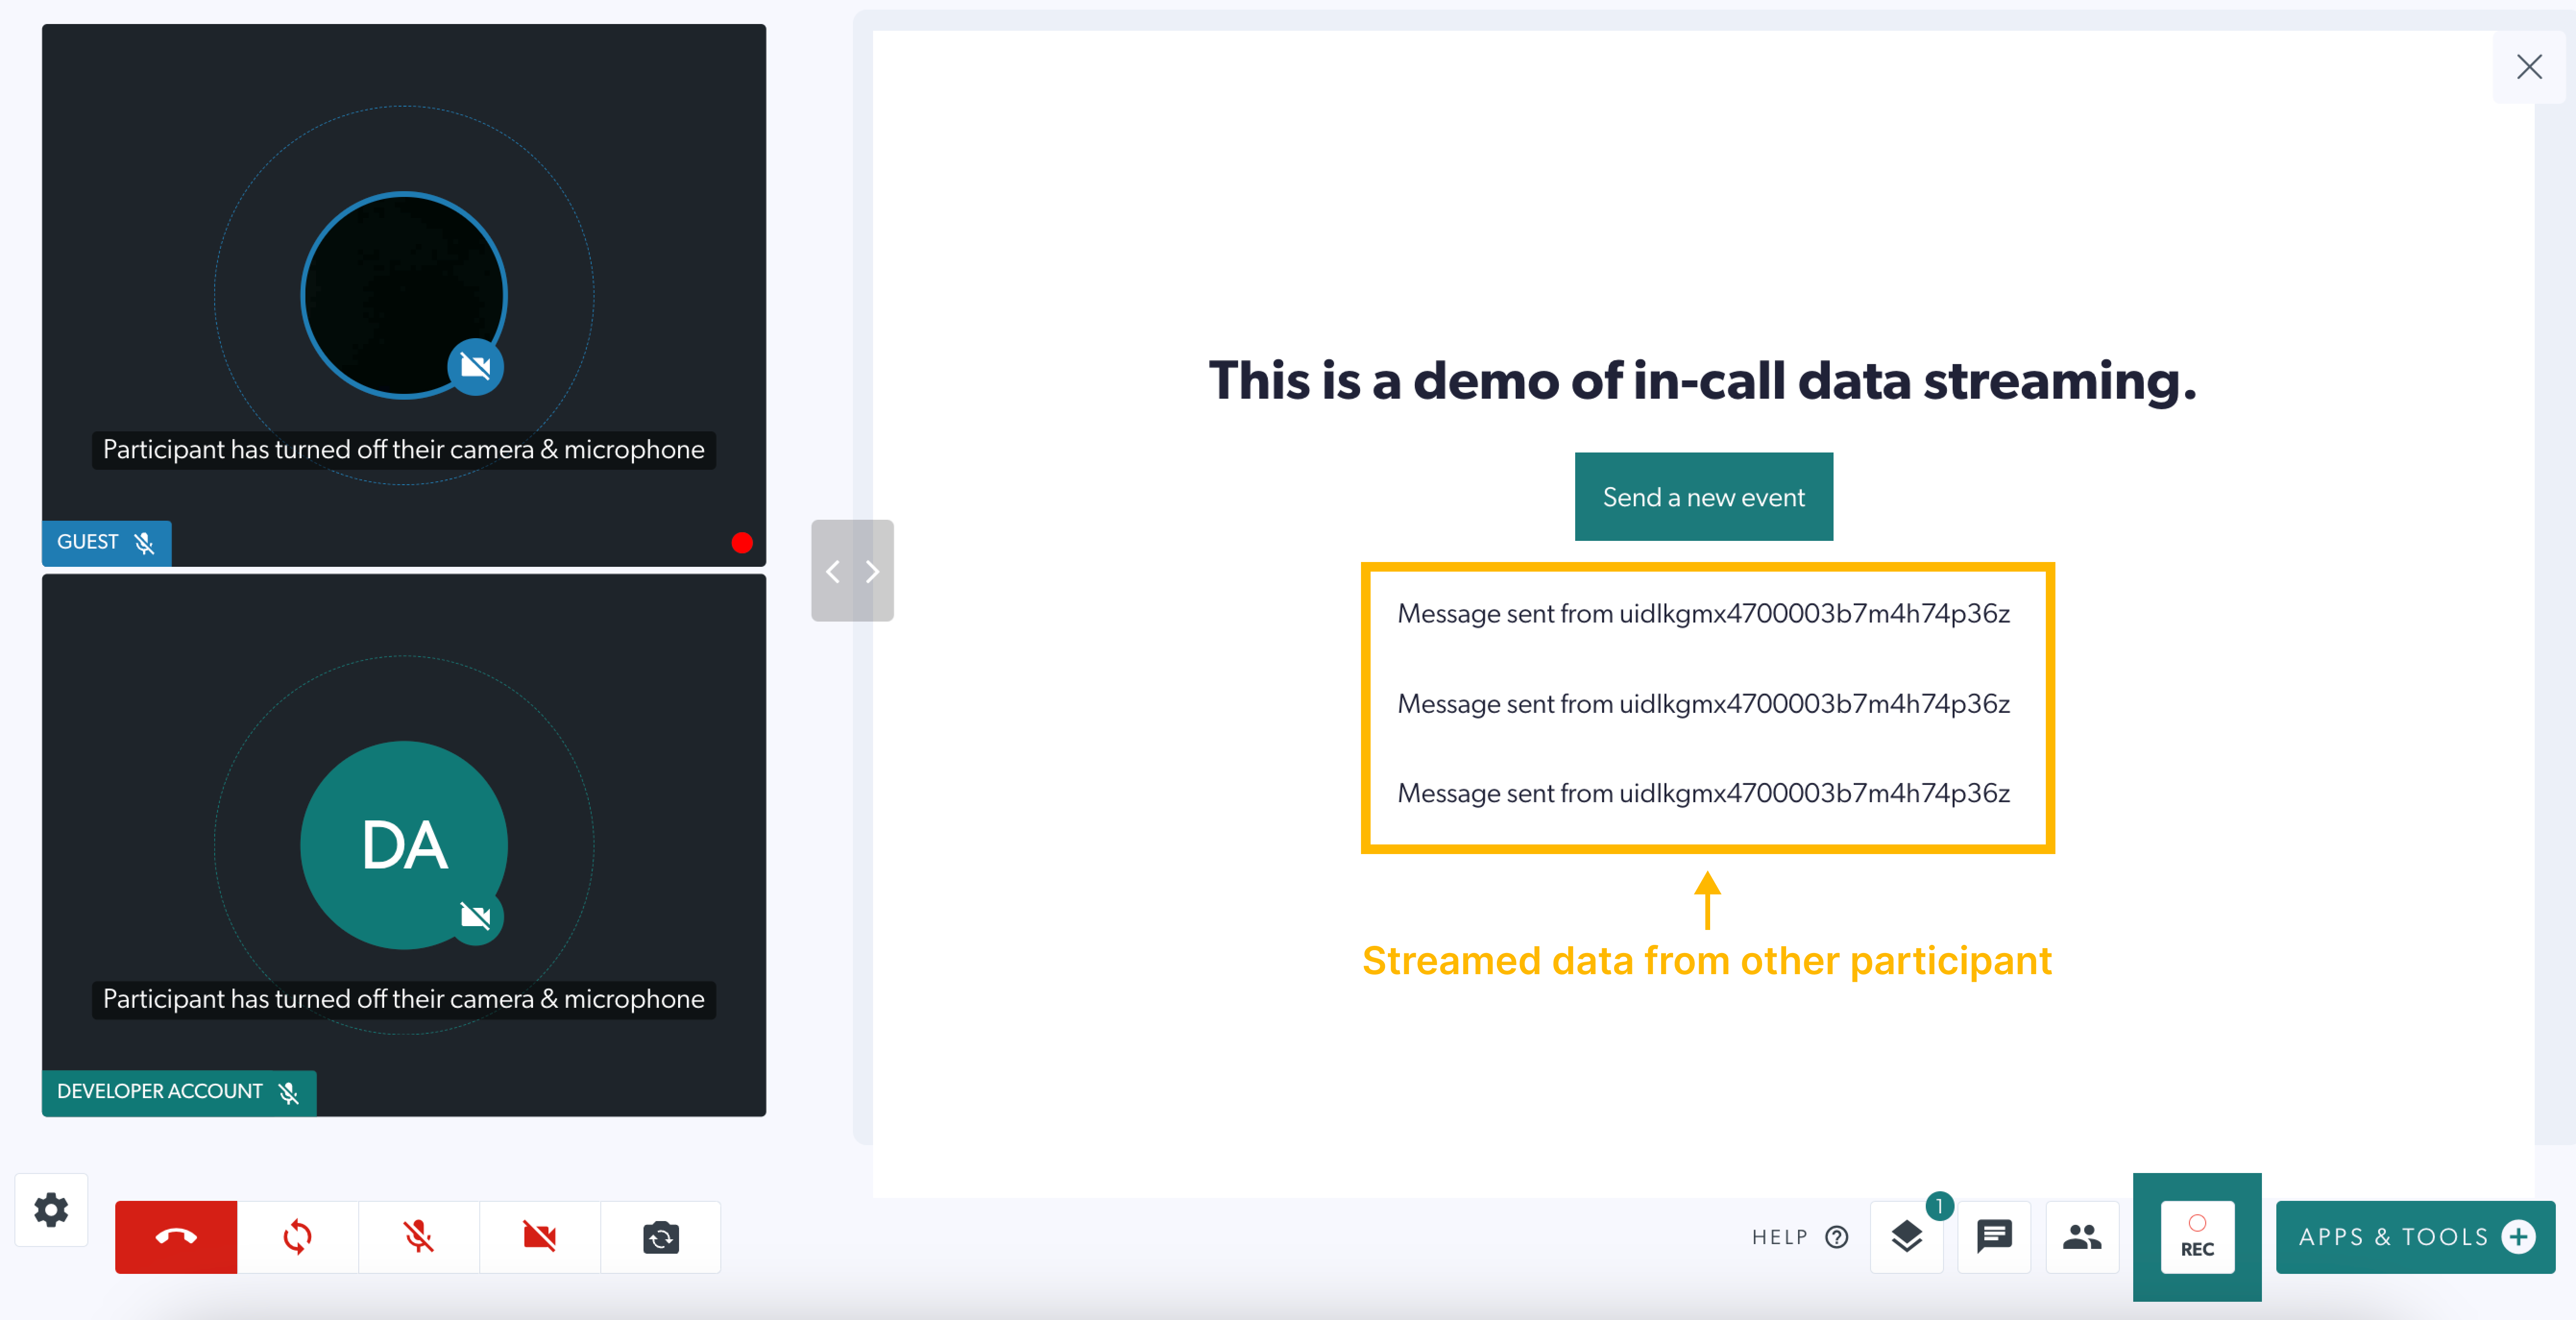 Participant has turned off their camera & microphone
GUEST
DA
Participant has turned off their camera & microphone
DEVELOPER ACCOUNT
This is a demo of in-call data streaming.
Send a new event
Message sent from uidlkgmx4700003b7m4h74p36z
Message sent from uidlkgmx4700003b7m4h74p36z
Message sent from uidlkgmx4700003b7m4h74p36z
Streamed data from other participant
HELP
1
REC
APPS & TOOLS